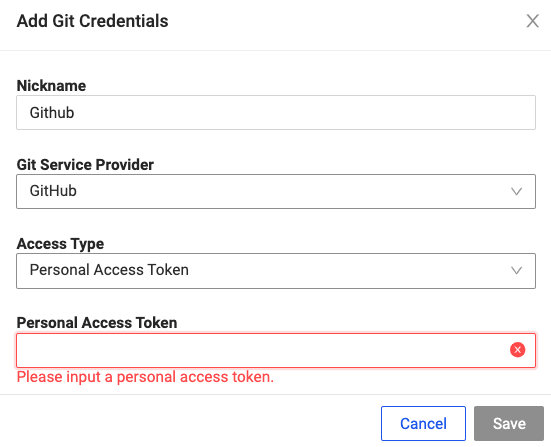 Add Git Credentials
Nickname
Github
Git Service Provider
GitHub
Access Type
Personal Access Token
Personal Access Token
Please input a personal access token.
Cancel
Save